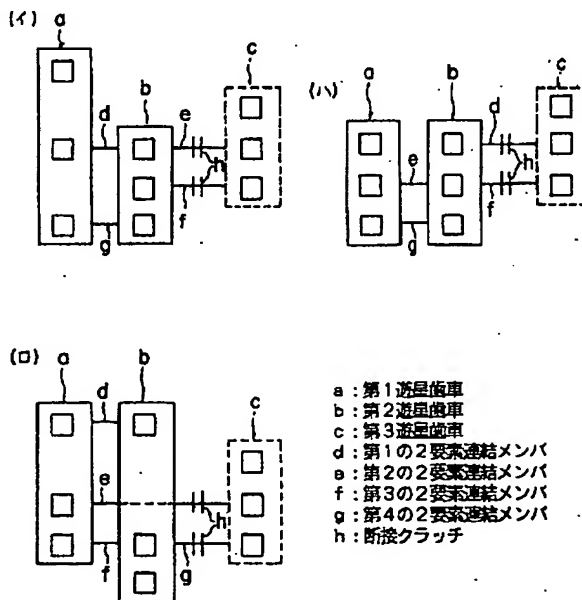 (イ)
a
b
c
d
e
h
f
g
(ハ)
a
b
c
d
e
h
f
g
(ロ)
a
b
c
d
e
h
f
g
a：第1遊星歯車
b：第2遊星歯車
c：第3遊星歯車
d：第1の2要素連結メンバ
e：第2の2要素連結メンバ
f：第3の2要素連結メンバ
g：第4の2要素連結メンバ
h：断接クラッチ